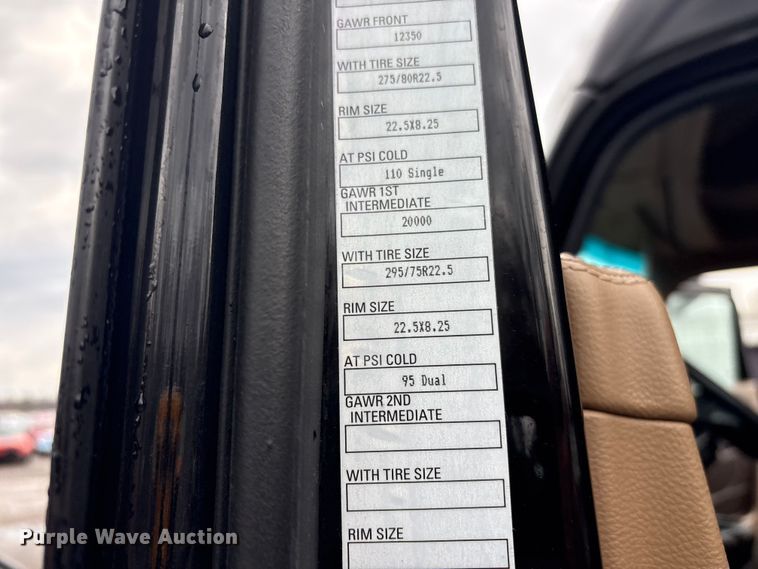 GAWR FRONT
12350
WITH TIRE SIZE
275/80R22.5
RIM SIZE
22.5X8.25
AT PSI COLD
110 Single
GAWR 1ST
INTERMEDIATE
20000
WITH TIRE SIZE
295/75R22.5
RIM SIZE
22.5X8.25
AT PSI COLD
95 Dual
GAWR 2ND
INTERMEDIATE
WITH TIRE SIZE
RIM SIZE
Purple Wave Auction